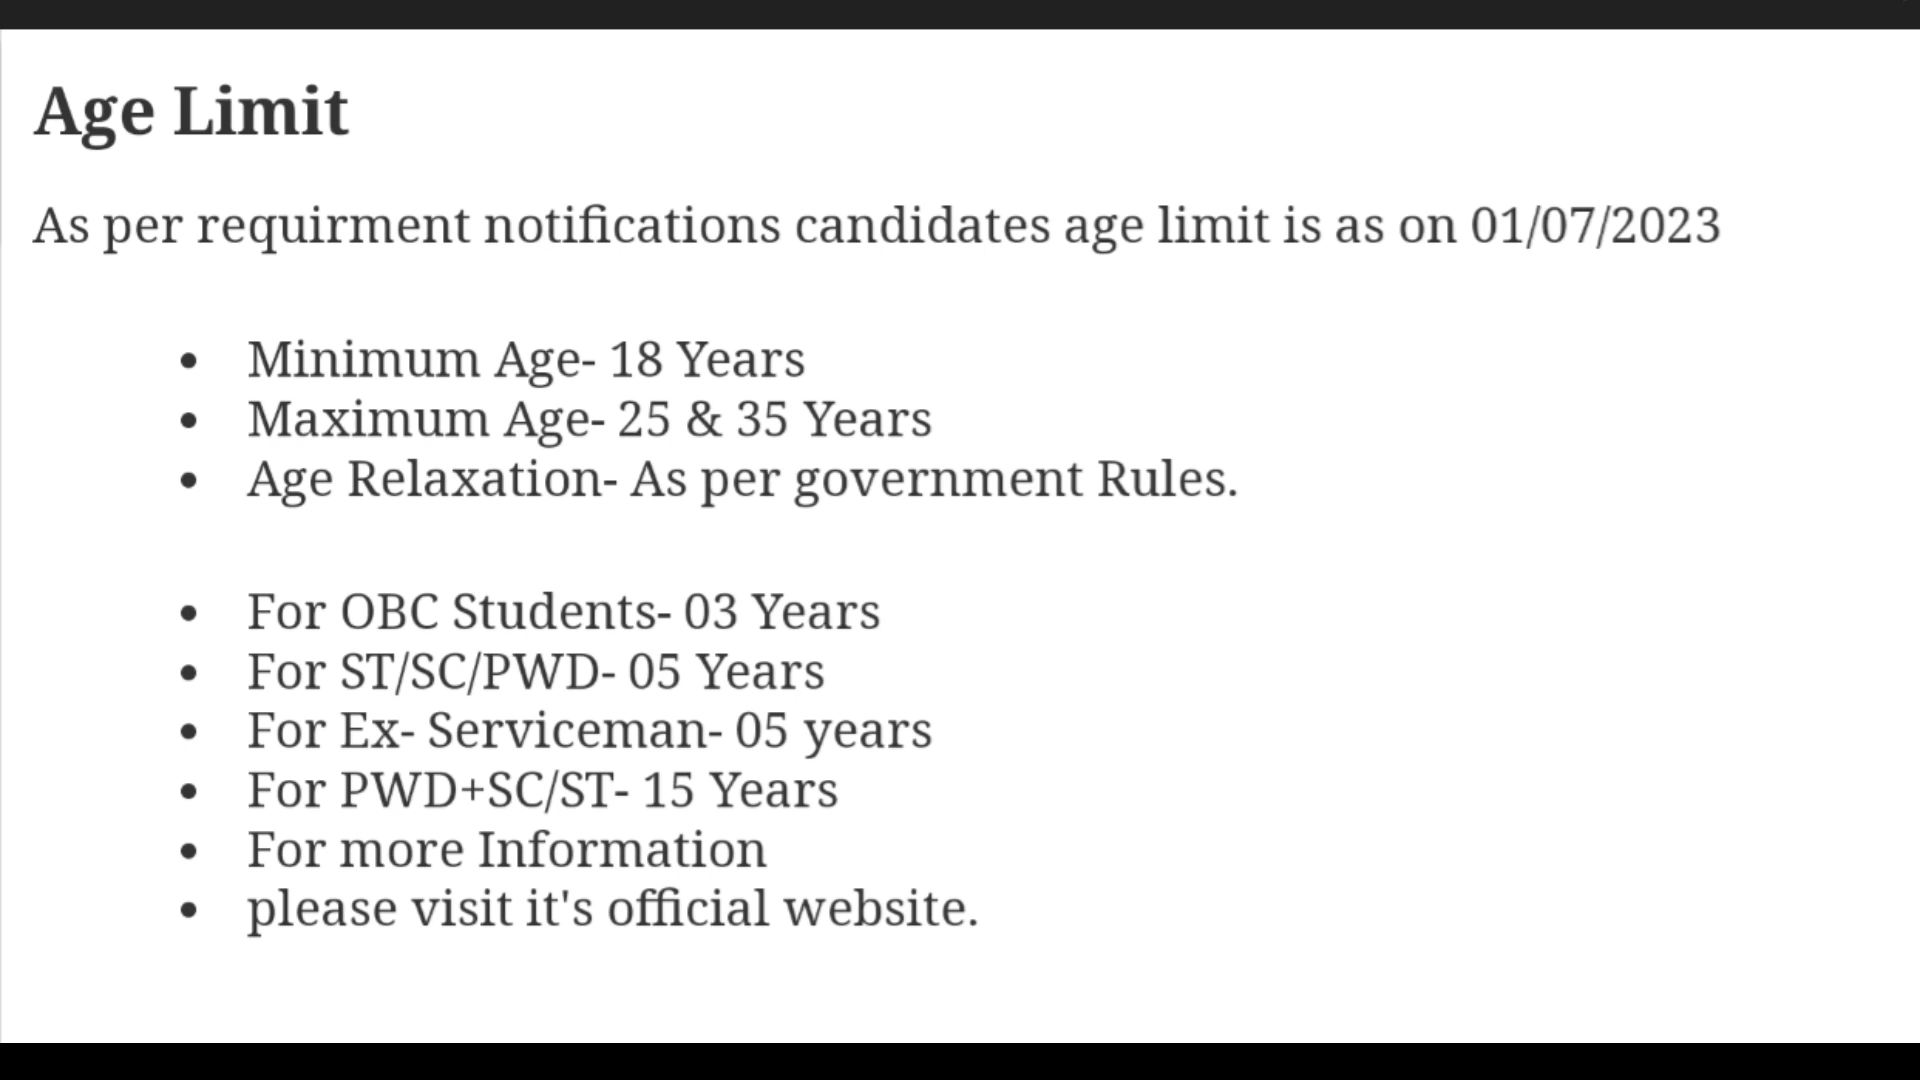 Age Limit
As per requirment notifications candidates age limit is as on 01/07/2023
• Minimum Age- 18 Years
• Maximum Age- 25 & 35 Years
• Age Relaxation- As per government Rules.
• For OBC Students- 03 Years
• For ST/SC/PWD- 05 Years
• For Ex- Serviceman- 05 years
• For PWD+SC/ST- 15 Years
• For more Information
• please visit it's official website.